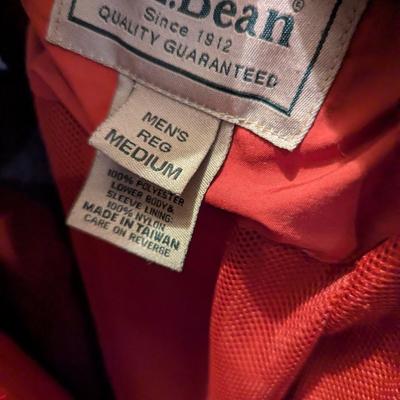 .Bean®
Since 1912
QUALITY GUARANTEED
MEN'S
REG
MEDIUM
100% POLYESTER
LOWER BODY &
SLEEVE LINING:
100% NYLON
MADE IN TAIWAN
CARE ON REVERSE